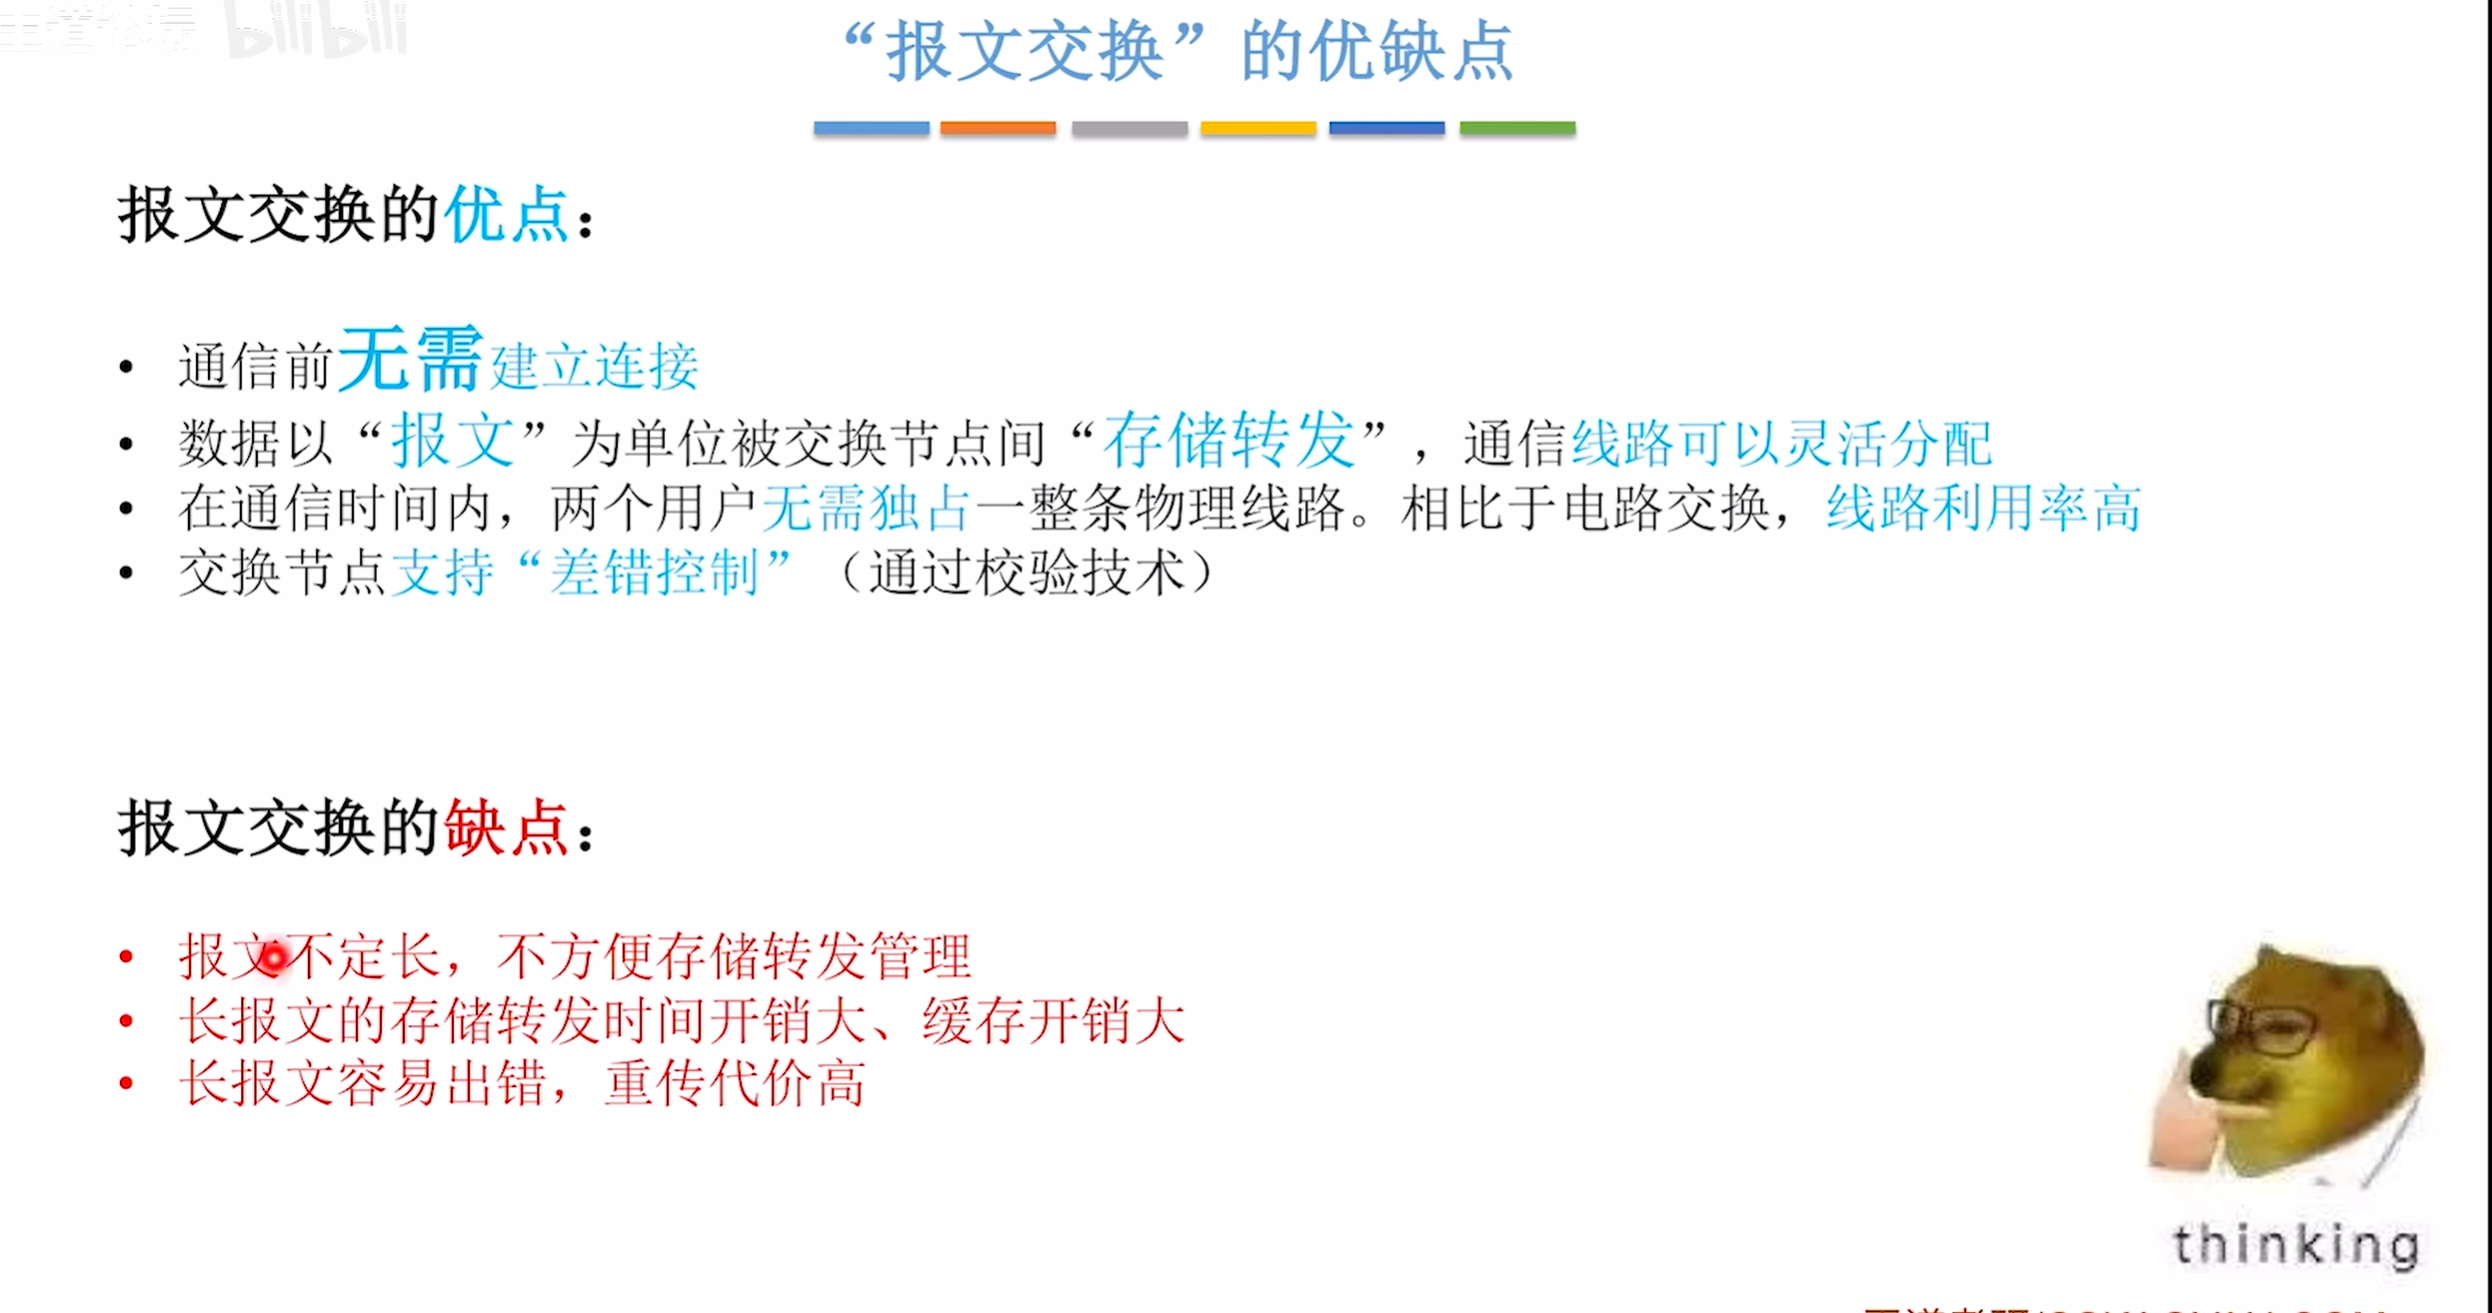 王道论坛 bilibili
“报文交换”的优缺点
报文交换的优点：
• 通信前无需建立连接
• 数据以“报文”为单位被交换节点间“存储转发”，通信线路可以灵活分配
• 在通信时间内，两个用户无需独占一整条物理线路。相比于电路交换，线路利用率高
• 交换节点支持“差错控制”（通过校验技术）
报文交换的缺点：
• 报文不定长，不方便存储转发管理
• 长报文的存储转发时间开销大、缓存开销大
• 长报文容易出错，重传代价高
thinking